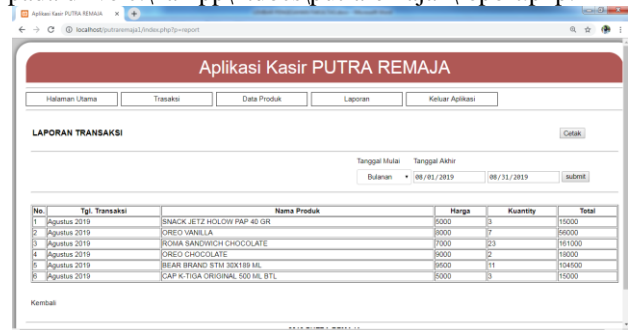 Aplikasi Kasir PUTRA REMAJA
localhost/putraremaja1/index.php?p=report
Aplikasi Kasir PUTRA REMAJA
Halaman Utama Trasaksi Data Produk Laporan Keluar Aplikasi
LAPORAN TRANSAKSI Cetak
Tanggal Mulai Tanggal Akhir
Bulanan 08/01/2019 08/31/2019 submit
No. Tgl. Transaksi Nama Produk Harga Kuantity Total
1 Agustus 2019 SNACK JETZ HOLOW PAP 40 GR 5000 3 15000
2 Agustus 2019 OREO VANILLA 8000 7 56000
3 Agustus 2019 ROMA SANDWICH CHOCOLATE 7000 23 161000
4 Agustus 2019 OREO CHOCOLATE 9000 2 18000
5 Agustus 2019 BEAR BRAND STM 30X189 ML 9500 11 104500
6 Agustus 2019 CAP K-TIGA ORIGINAL 500 ML BTL 5000 3 15000
Kembali